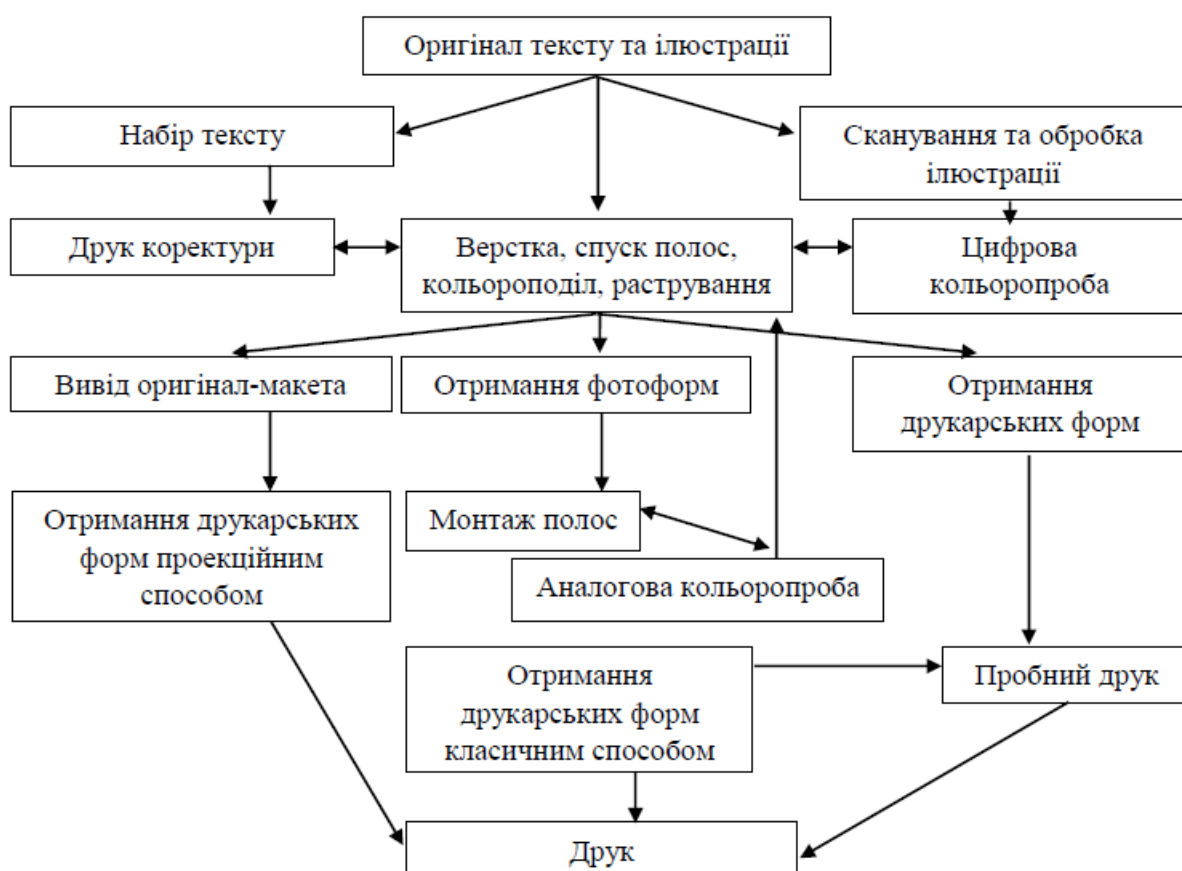 Оригінал тексту та ілюстрації
Набір тексту
Сканування та обробка
ілюстрації
Друк коректури
Верстка, спуск полос,
кольороподіл, растрування
Цифрова
кольоропроба
Вивід оригінал-макета
Отримання фотоформ
Отримання
друкарських форм
Отримання друкарських
форм проекційним
способом
Монтаж полос
Аналогова кольоропроба
Отримання
друкарських форм
класичним способом
Пробний друк
Друк